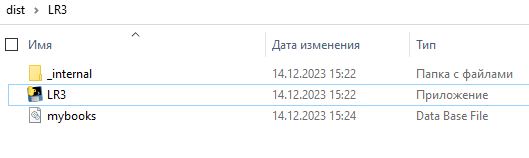 dist > LR3
Имя Дата изменения Тип
_internal 14.12.2023 15:22 Папка с файлами
LR3 14.12.2023 15:22 Приложение
mybooks 14.12.2023 15:24 Data Base File